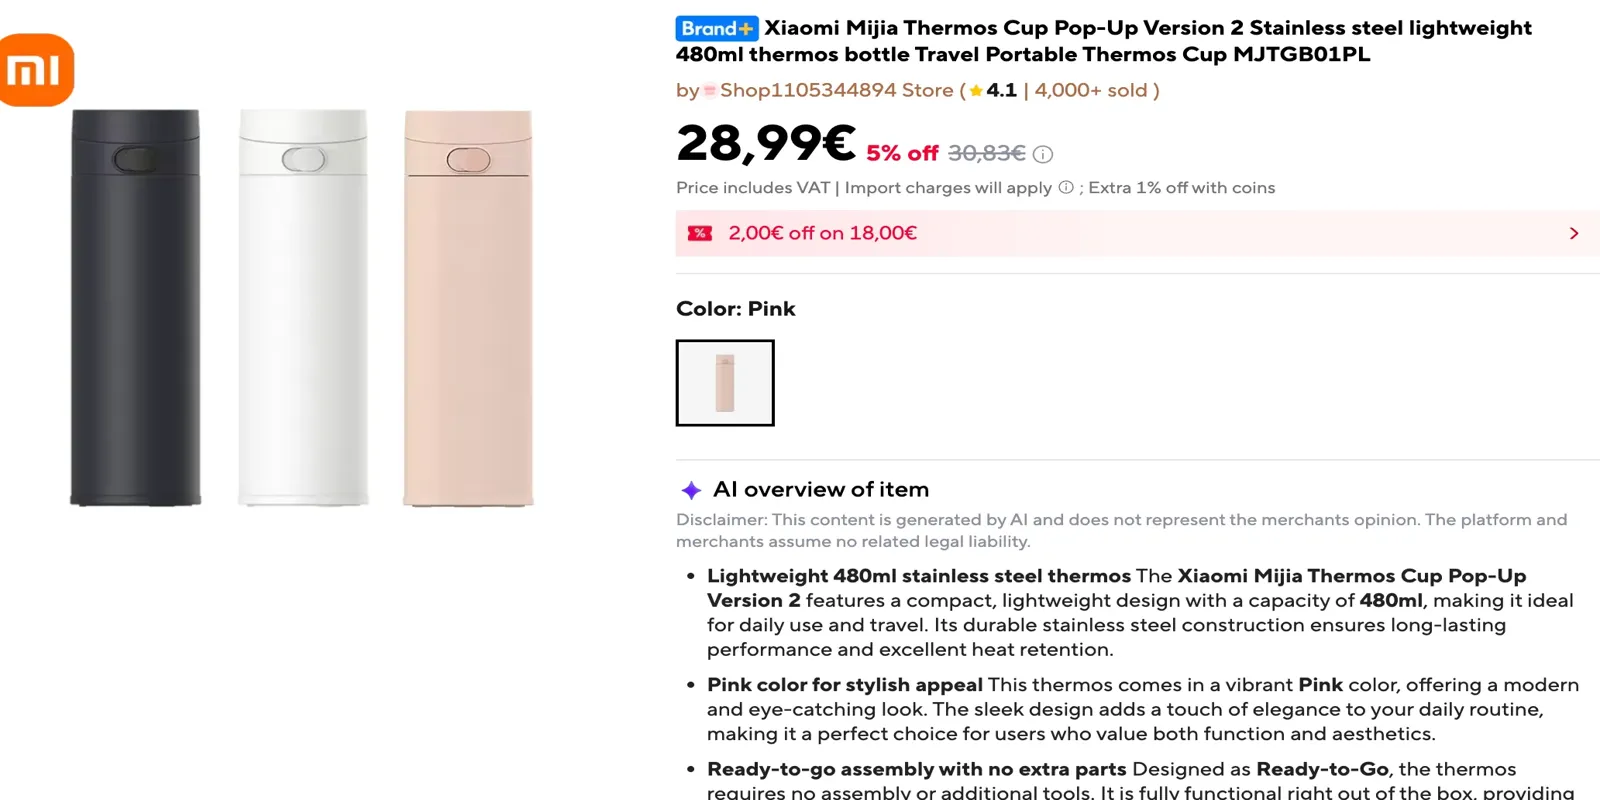 mi
Brand+ Xiaomi Mijia Thermos Cup Pop-Up Version 2 Stainless steel lightweight
480ml thermos bottle Travel Portable Thermos Cup MJTGB01PL
by Shop1105344894 Store ( 4.1 | 4,000+ sold )
28,99€ 5% off 30,83€
Price includes VAT | Import charges will apply ; Extra 1% off with coins
% 2,00€ off on 18,00€
Color: Pink
AI overview of item
Disclaimer: This content is generated by AI and does not represent the merchants opinion. The platform and
merchants assume no related legal liability.
• Lightweight 480ml stainless steel thermos The Xiaomi Mijia Thermos Cup Pop-Up
Version 2 features a compact, lightweight design with a capacity of 480ml, making it ideal
for daily use and travel. Its durable stainless steel construction ensures long-lasting
performance and excellent heat retention.
• Pink color for stylish appeal This thermos comes in a vibrant Pink color, offering a modern
and eye-catching look. The sleek design adds a touch of elegance to your daily routine,
making it a perfect choice for users who value both function and aesthetics.
• Ready-to-go assembly with no extra parts Designed as Ready-to-Go, the thermos
requires no assembly or additional tools. It is fully functional right out of the box, providing